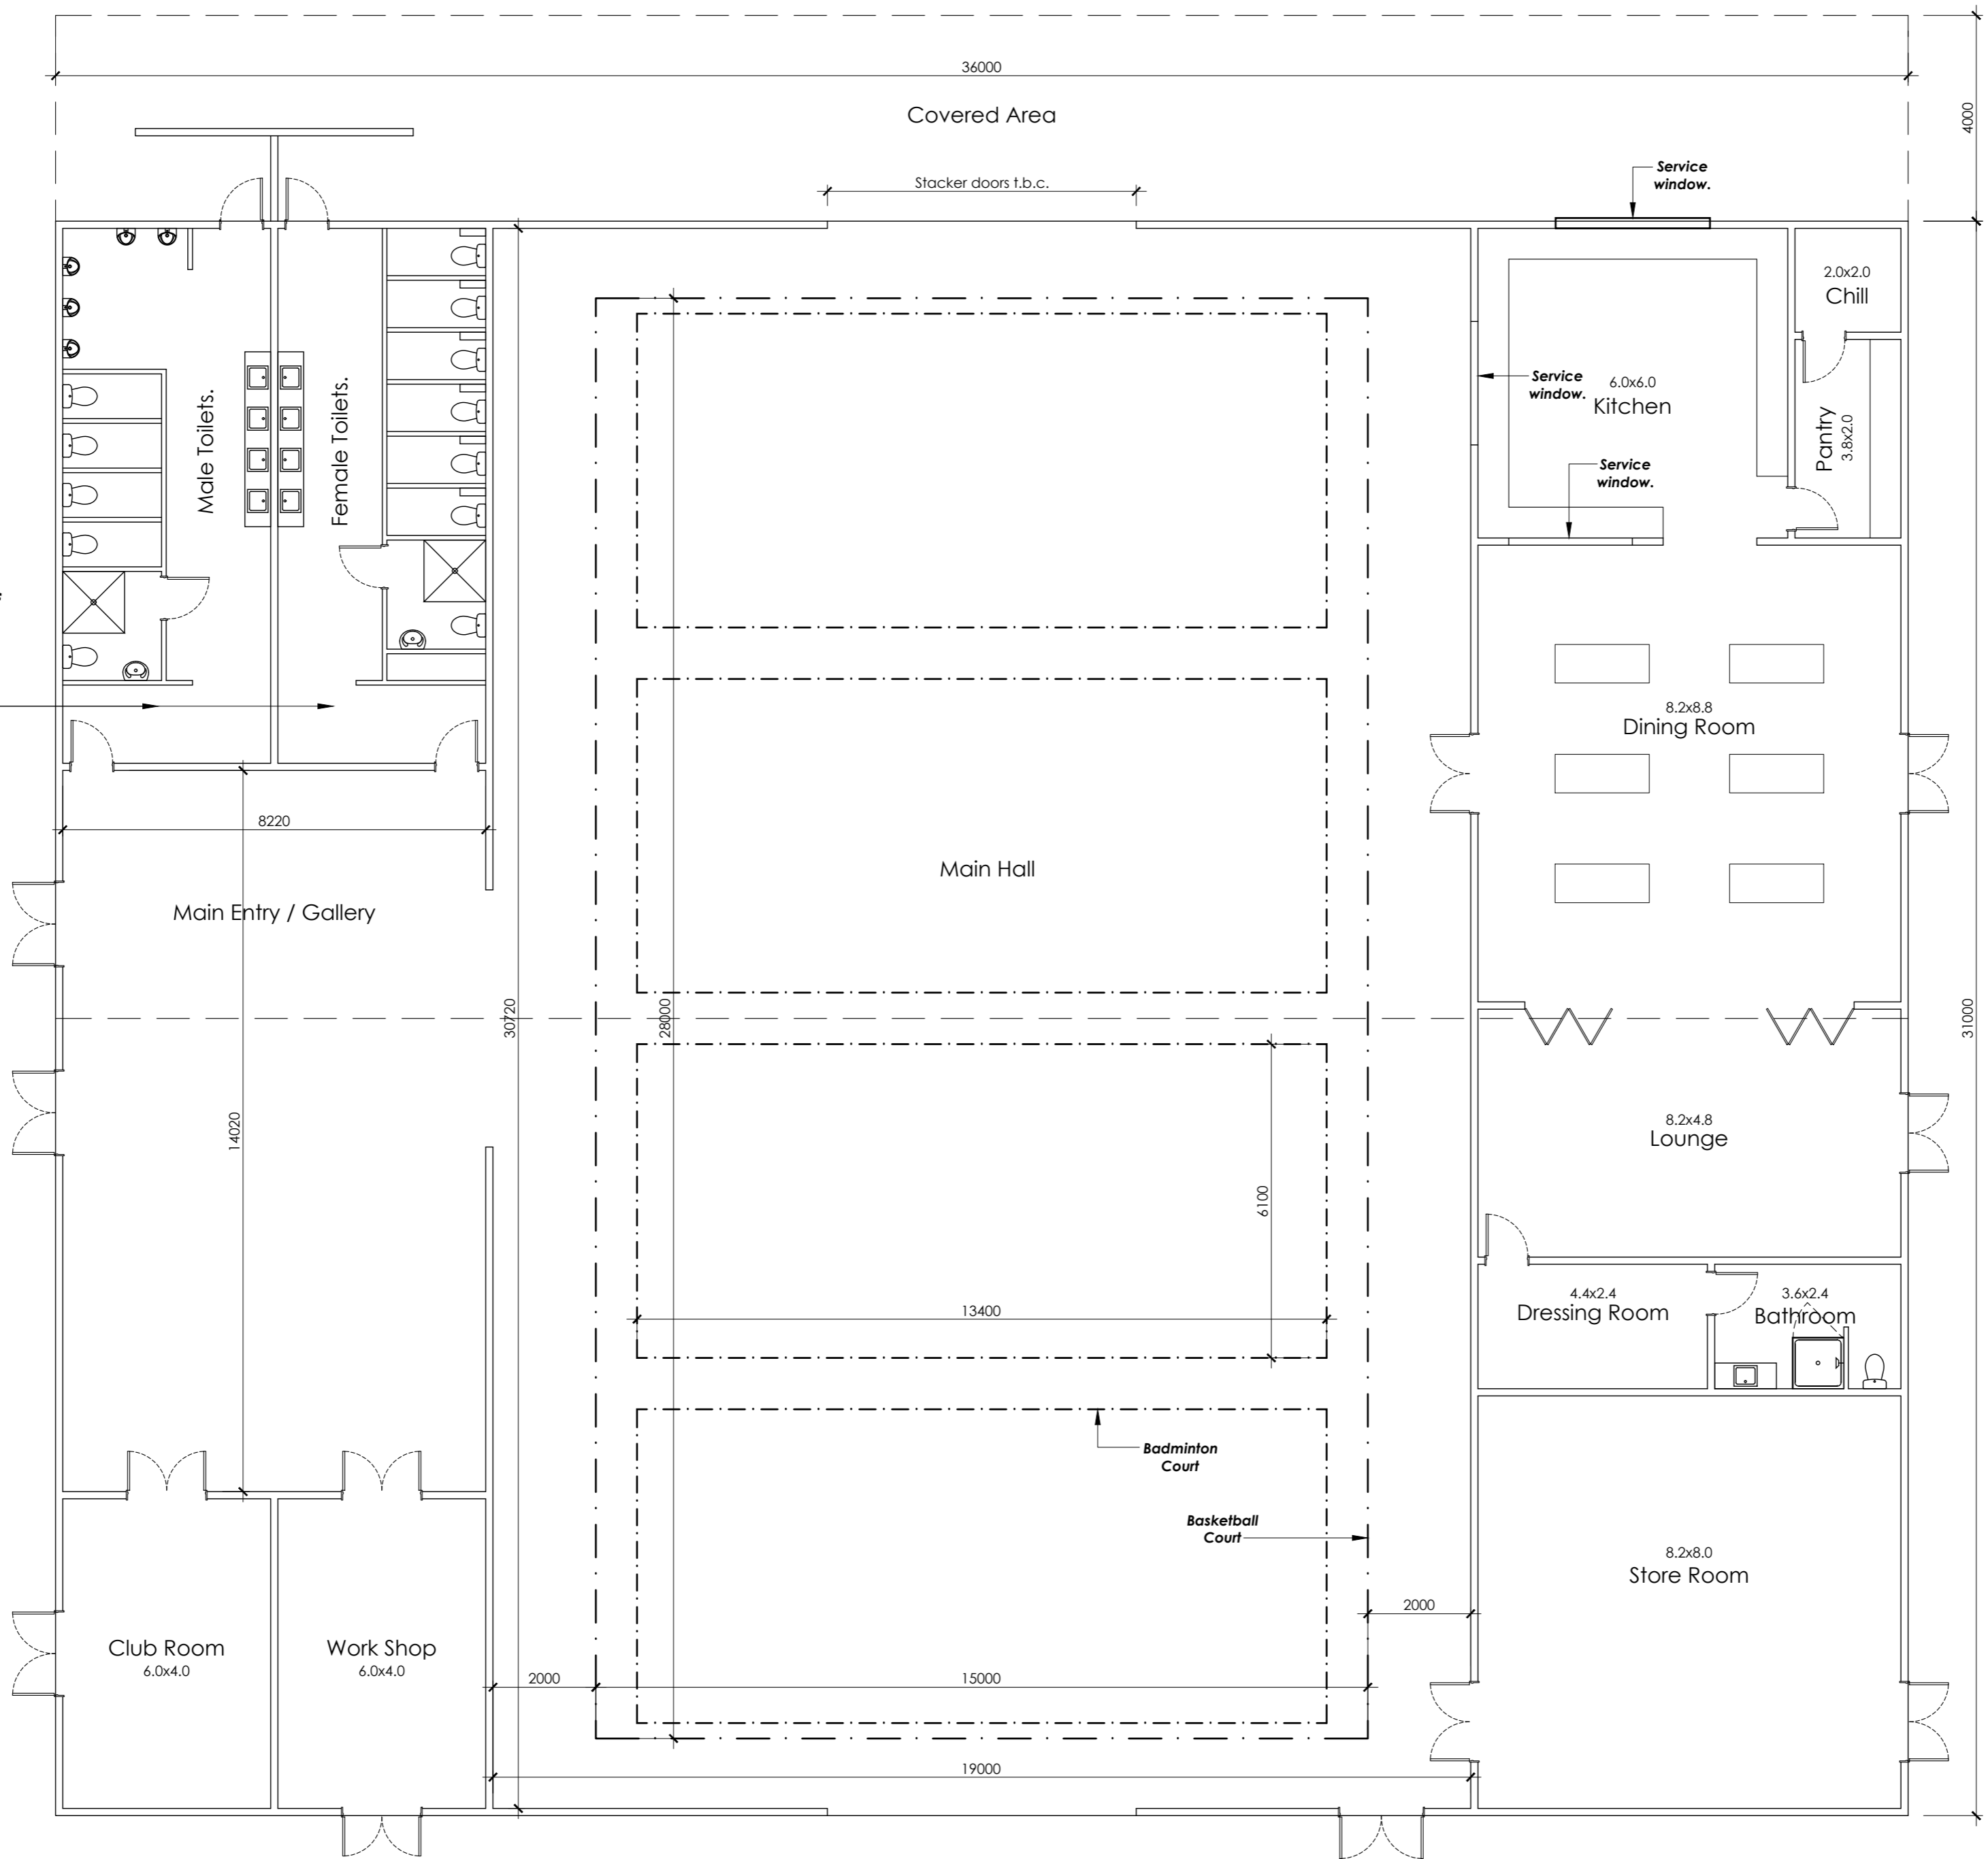 36000
Covered Area
4000
Stacker doors t.b.c.
Service
window.
2.0x2.0
Chill
Service
window.
6.0x6.0
Kitchen
Pantry
3.8x2.0
Service
window.
Male Toilets.
Female Toilets.
8.2x8.8
Dining Room
8220
Main Hall
Main Entry / Gallery
30720
28000
31000
14020
8.2x4.8
Lounge
6100
13400
4.4x2.4
Dressing Room
3.6x2.4
Bathroom
Badminton
Court
Basketball
Court
8.2x8.0
Store Room
2000
Club Room
6.0x4.0
Work Shop
6.0x4.0
2000
15000
19000